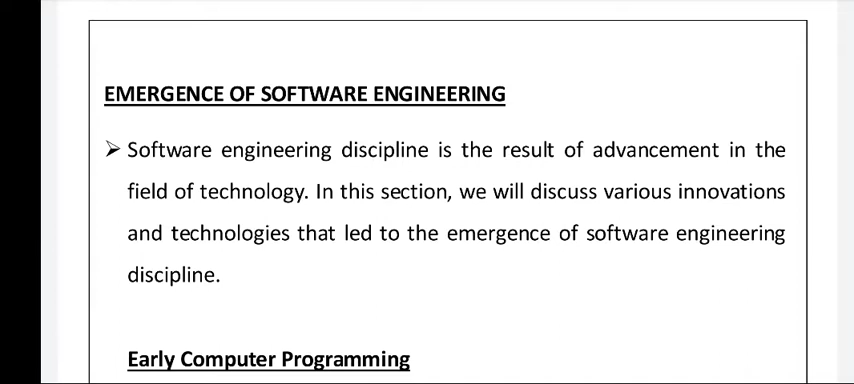 EMERGENCE OF SOFTWARE ENGINEERING
➢ Software engineering discipline is the result of advancement in the
field of technology. In this section, we will discuss various innovations
and technologies that led to the emergence of software engineering
discipline.
Early Computer Programming